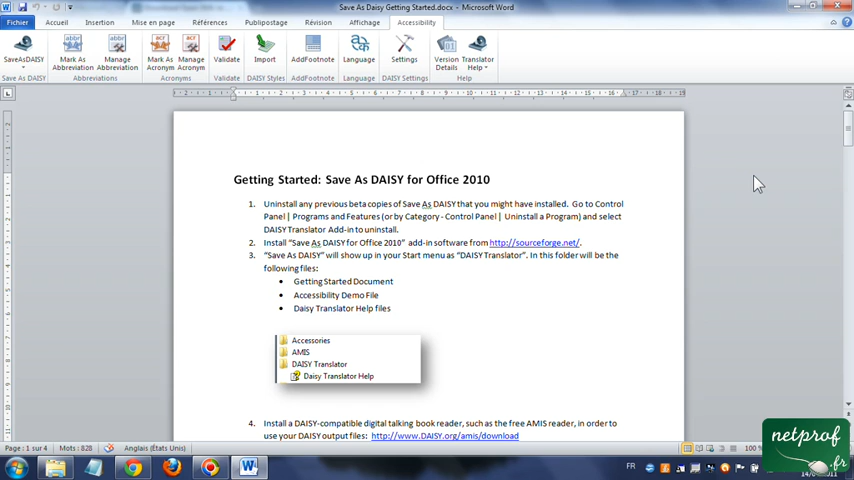 Save As Daisy Getting Started.docx - Microsoft Word
Fichier Accueil Insertion Mise en page Références Publipostage Révision Affichage Accessibility
SaveAsDAISY Mark As Abbreviation Manage Abbreviation Mark As Acronym Manage Acronym Validate Import AddFootnote Language Settings Version Details Translator Help
Save As DAISY Abbreviations Acronyms Validate DAISY Styles Footnote Language DAISY Settings Help
Getting Started: Save As DAISY for Office 2010
1. Uninstall any previous beta copies of Save As DAISY that you might have installed. Go to Control
Panel| Programs and Features (or by Category - Control Panel| Uninstall a Program) and select
DAISY Translator Add-in to uninstall.
2. Install “Save As DAISY for Office 2010” add-in software from http://sourceforge.net/.
3. “Save As DAISY” will show up in your Start menu as “DAISY Translator”. In this folder will be the
following files:
• Getting Started Document
• Accessibility Demo File
• Daisy Translator Help files
Accessories
AMIS
DAISY Translator
Daisy Translator Help
4. Install a DAISY-compatible digital talking book reader, such as the free AMIS reader, in order to
use your DAISY output files: http://www.DAISY.org/amis/download
Page : 1 sur 4 Mots : 828 Anglais (États Unis) 100 %
FR
netprof
.fr